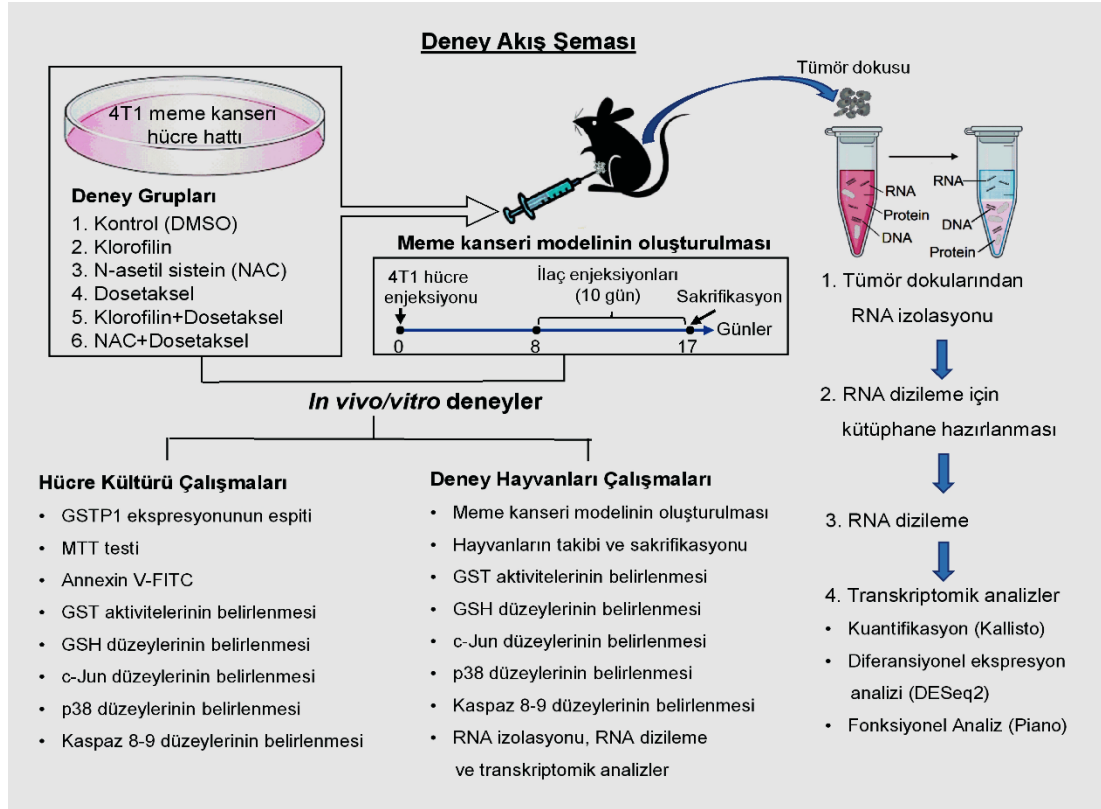 Deney Akış Şeması
4T1 meme kanseri
hücre hattı
Deney Grupları
1. Kontrol (DMSO)
2. Klorofilin
3. N-asetil sistein (NAC)
4. Dosetaksel
5. Klorofilin+Dosetaksel
6. NAC+Dosetaksel
Meme kanseri modelinin oluşturulması
4T1 hücre
enjeksiyonu
İlaç enjeksiyonları
(10 gün)
Sakrifikasyon
Günler
0
8
17
Tümör dokusu
RNA
Protein
DNA
RNA
DNA
Protein
1. Tümör dokularından
RNA izolasyonu
2. RNA dizileme için
kütüphane hazırlanması
3. RNA dizileme
4. Transkriptomik analizler
• Kuantifikasyon (Kallisto)
• Diferansiyonel ekspresyon
analizi (DESeq2)
• Fonksiyonel Analiz (Piano)
In vivo/vitro deneyler
Hücre Kültürü Çalışmaları
• GSTP1 ekspresyonunun espiti
• MTT testi
• Annexin V-FITC
• GST aktivitelerinin belirlenmesi
• GSH düzeylerinin belirlenmesi
• c-Jun düzeylerinin belirlenmesi
• p38 düzeylerinin belirlenmesi
• Kaspaz 8-9 düzeylerinin belirlenmesi
Deney Hayvanları Çalışmaları
• Meme kanseri modelinin oluşturulması
• Hayvanların takibi ve sakrifikasyonu
• GST aktivitelerinin belirlenmesi
• GSH düzeylerinin belirlenmesi
• c-Jun düzeylerinin belirlenmesi
• p38 düzeylerinin belirlenmesi
• Kaspaz 8-9 düzeylerinin belirlenmesi
• RNA izolasyonu, RNA dizileme
ve transkriptomik analizler